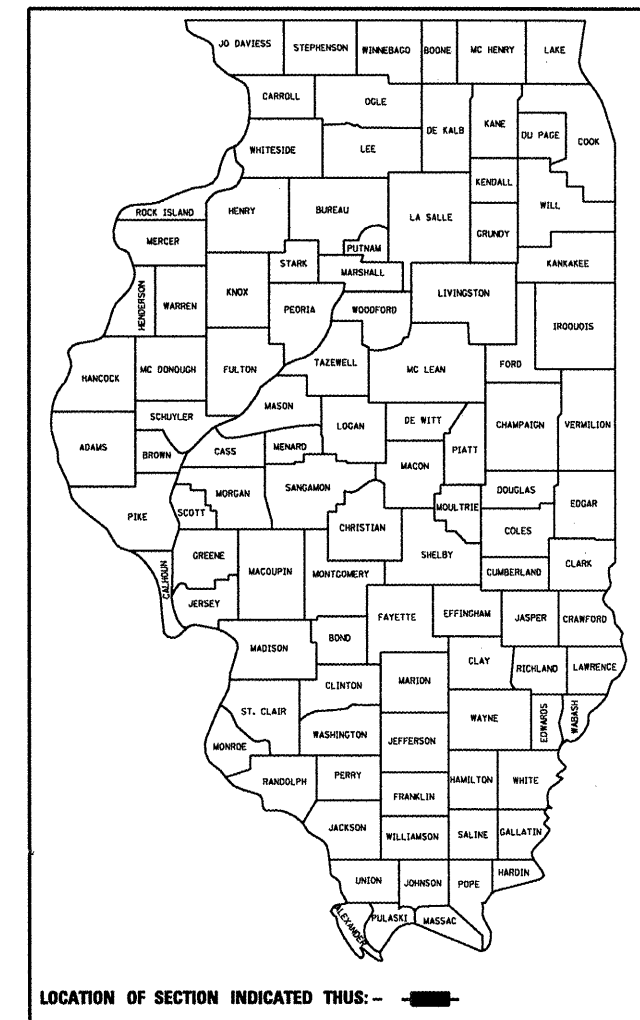 JO DAVIESS STEPHENSON WINNEBAGO BOONE MC HENRY LAKE
CARROLL OGLE DE KALB KANE DU PAGE COOK
WHITESIDE LEE
KENDALL
ROCK ISLAND HENRY BUREAU LA SALLE WILL
MERCER PUTNAM GRUNDY
STARK MARSHALL KANKAKEE
HENDERSON WARREN KNOX PEORIA WOODFORD LIVINGSTON IROQUOIS
HANCOCK MC DONOUGH FULTON TAZEWELL MC LEAN FORD
MASON
SCHUYLER LOGAN DE WITT CHAMPAIGN VERMILION
ADAMS BROWN CASS MENARD MACON PIATT
MORGAN SANGAMON DOUGLAS
PIKE SCOTT CHRISTIAN MOULTRIE EDGAR
COLES
GREENE MACOUPIN MONTGOMERY SHELBY CUMBERLAND CLARK
CALHOUN JERSEY
FAYETTE EFFINGHAM JASPER CRAWFORD
MADISON BOND
CLAY RICHLAND LAWRENCE
CLINTON MARION
ST. CLAIR WAYNE EDWARDS WABASH
WASHINGTON JEFFERSON
MONROE
RANDOLPH PERRY HAMILTON WHITE
FRANKLIN
JACKSON WILLIAMSON SALINE GALLATIN
UNION JOHNSON POPE HARDIN
ALEXANDER PULASKI MASSAC
LOCATION OF SECTION INDICATED THUS: -